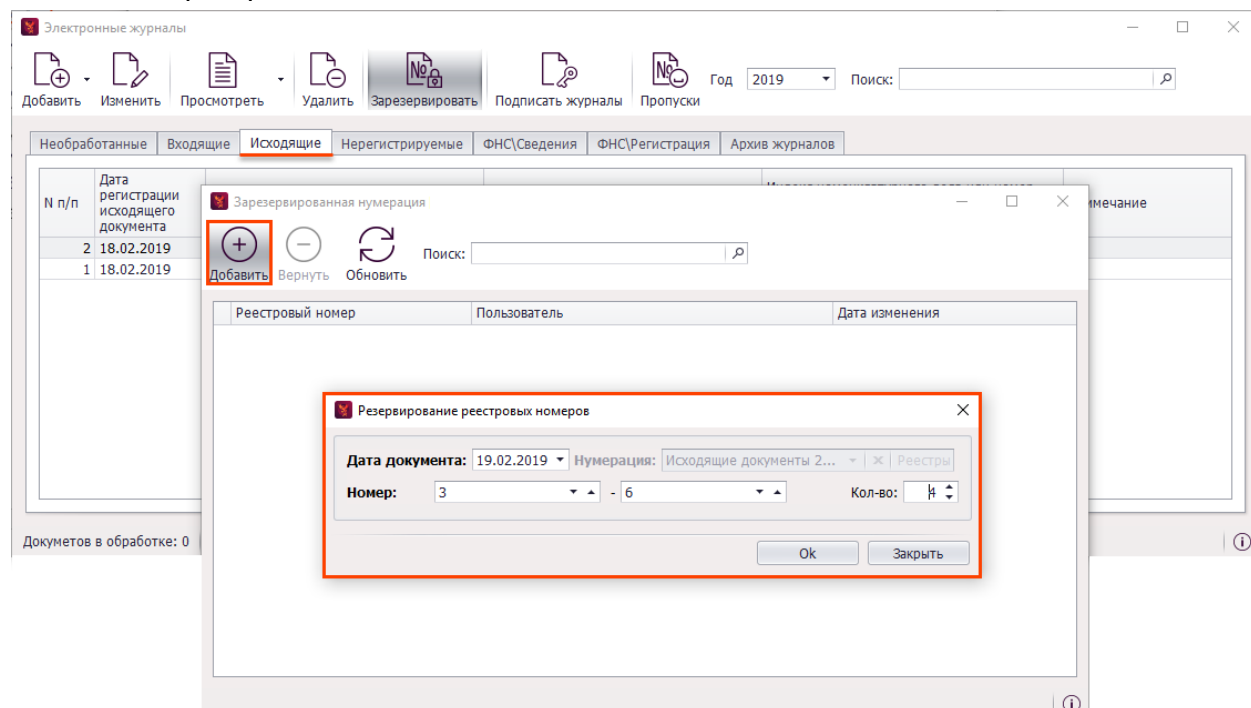 Электронные журналы
Добавить Изменить Просмотреть Удалить Зарезервировать Подписать журналы Пропуски Год 2019 Поиск:
Необработанные Входящие Исходящие Нерегистрируемые ФНС\Сведения ФНС\Регистрация Архив журналов
N п/п
Дата
регистрации
исходящего
документа
2 18.02.2019
1 18.02.2019
Зарезервированная нумерация
Добавить Вернуть Обновить Поиск:
Реестровый номер Пользователь Дата изменения
Резервирование реестровых номеров
Дата документа: 19.02.2019 Нумерация: Исходящие документы 2... Реестры
Номер: 3 - 6 Кол-во: 4
Ok Закрыть
Докуметов в обработке: 0